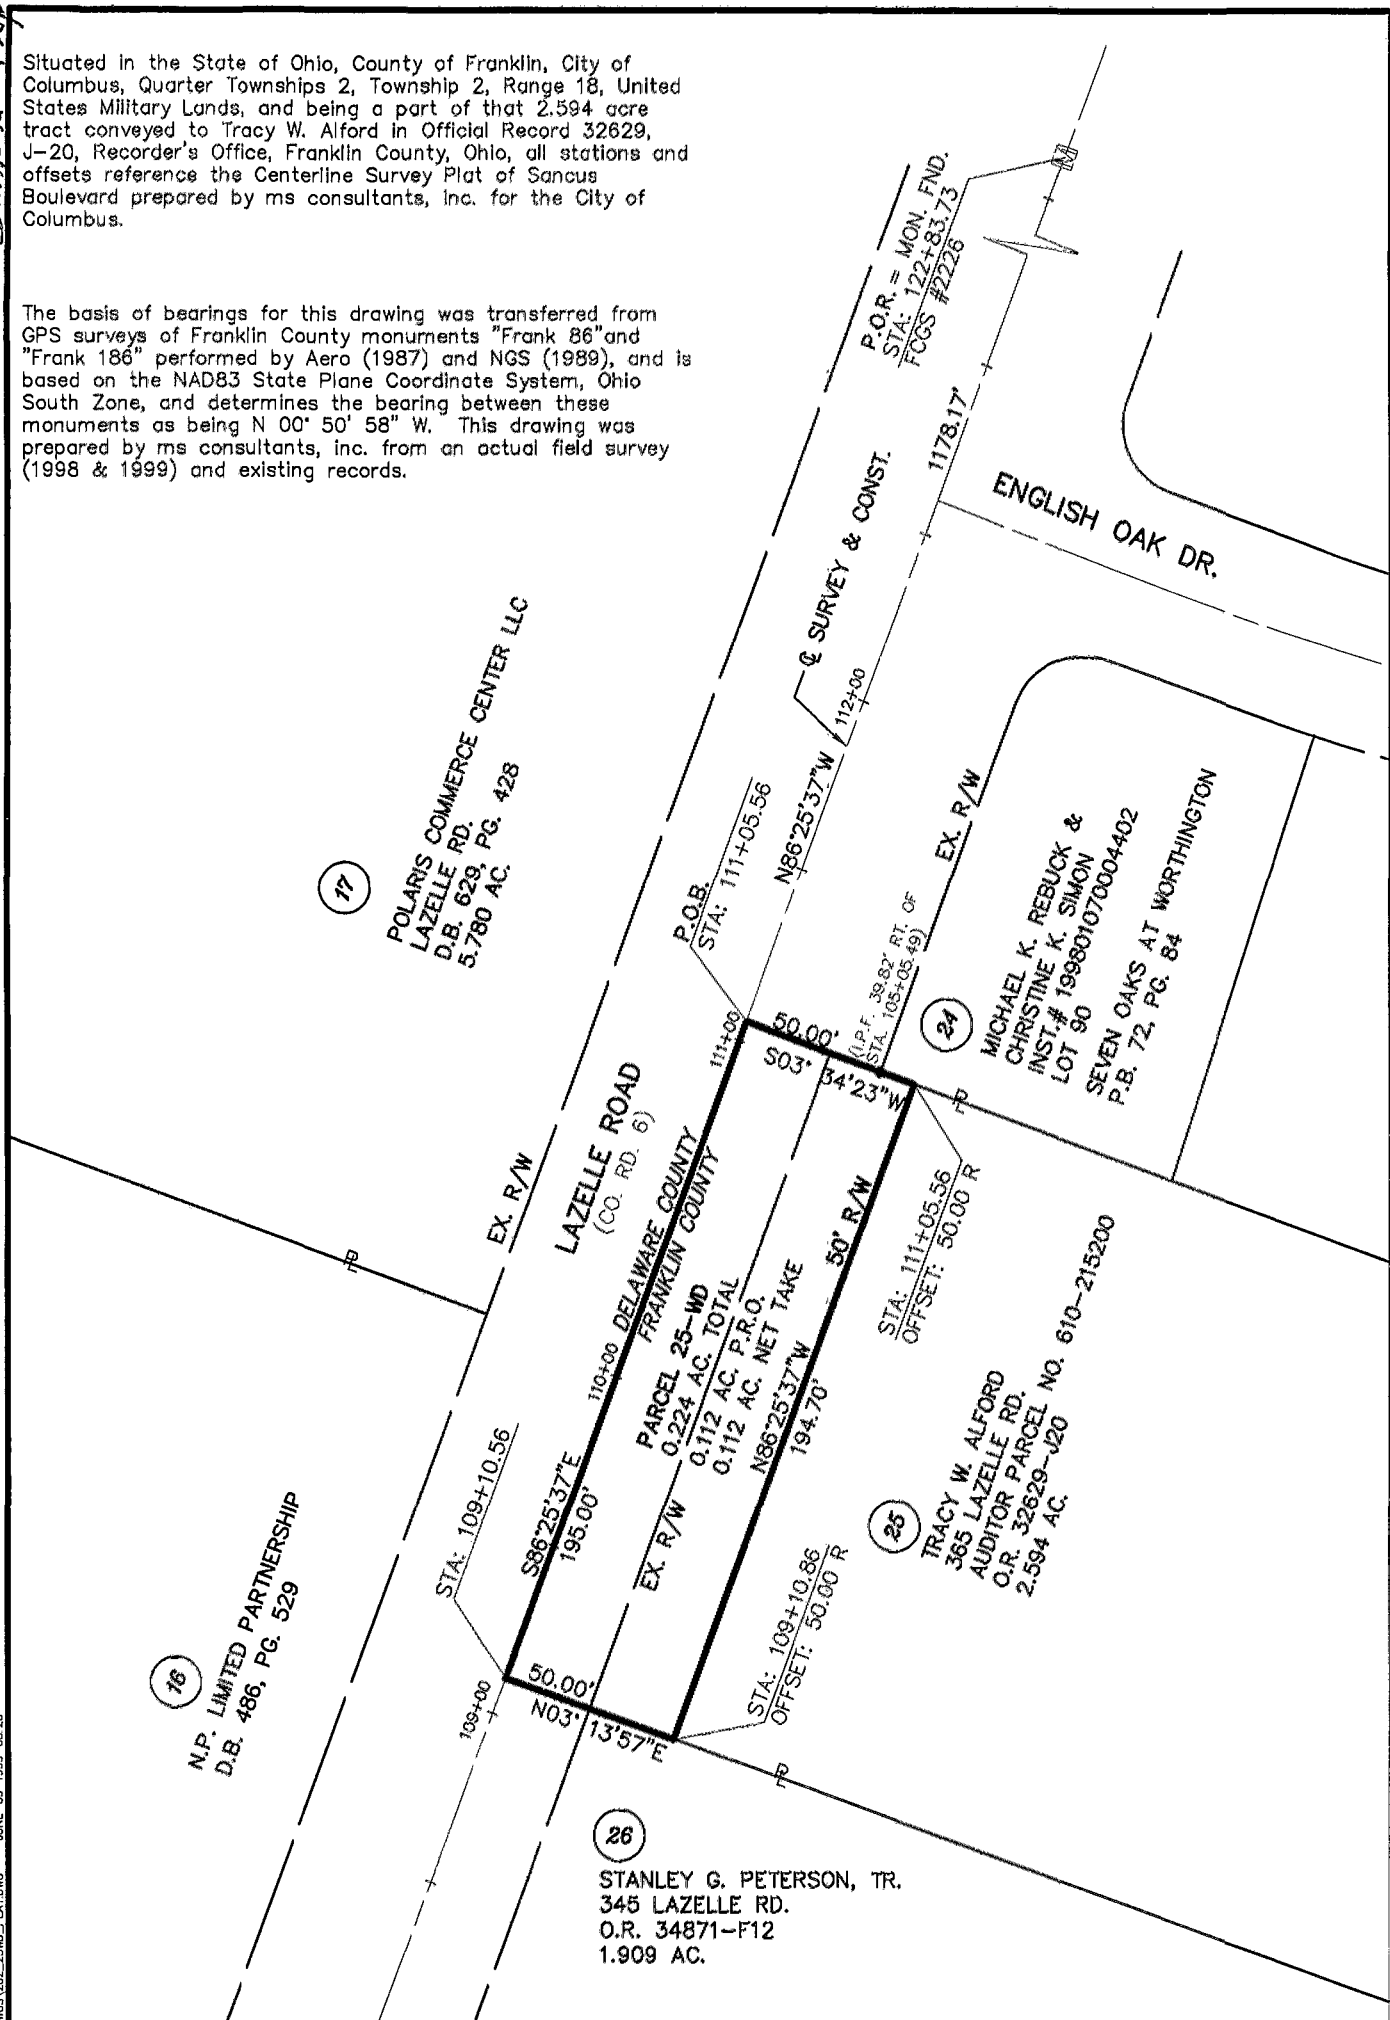 Situated in the State of Ohio, County of Franklin, City of
Columbus, Quarter Townships 2, Township 2, Range 18, United
States Military Lands, and being a part of that 2.594 acre
tract conveyed to Tracy W. Alford in Official Record 32629,
J-20, Recorder's Office, Franklin County, Ohio, all stations and
offsets reference the Centerline Survey Plat of Sancus
Boulevard prepared by ms consultants, inc. for the City of
Columbus.
The basis of bearings for this drawing was transferred from
GPS surveys of Franklin County monuments "Frank 86"and
"Frank 186" performed by Aero (1987) and NGS (1989), and is
based on the NAD83 State Plane Coordinate System, Ohio
South Zone, and determines the bearing between these
monuments as being N 00° 50' 58" W. This drawing was
prepared by ms consultants, inc. from an actual field survey
(1998 & 1999) and existing records.
P.O.R. = MON. FND.
STA: 122+83.73
FCGS #2226
M
1178.17'
℄ SURVEY & CONST.
ENGLISH OAK DR.
112+00
N86°25'37"W
17
POLARIS COMMERCE CENTER LLC
LAZELLE RD.
D.B. 629, PG. 428
5.780 AC.
P.O.B.
STA: 111+05.56
EX. R/W
(I.P.F. 39.82' RT. OF
STA. 105+05.49)
24
MICHAEL K. REBUCK &
CHRISTINE K. SIMON
INST.# 199801070004402
LOT 90
SEVEN OAKS AT WORTHINGTON
P.B. 72, PG. 84
111+00
50.00'
S03° 34'23"W
LAZELLE ROAD
(CO. RD. 6)
EX. R/W
DELAWARE COUNTY
FRANKLIN COUNTY
110+00
PARCEL 25-WD
0.224 AC. TOTAL
0.112 AC. P.R.O.
0.112 AC. NET TAKE
50' R/W
N86°25'37"W
194.70'
STA: 111+05.56
OFFSET: 50.00 R
STA: 109+10.56
S86°25'37"E
195.00'
EX. R/W
25
TRACY W. ALFORD
365 LAZELLE RD.
AUDITOR PARCEL NO. 610-215200
O.R. 32629-J20
2.594 AC.
16
N.P. LIMITED PARTNERSHIP
D.B. 486, PG. 529
109+00
50.00'
N03° 13'57"E
STA: 109+10.86
OFFSET: 50.00 R
26
STANLEY G. PETERSON, TR.
345 LAZELLE RD.
O.R. 34871-F12
1.909 AC.